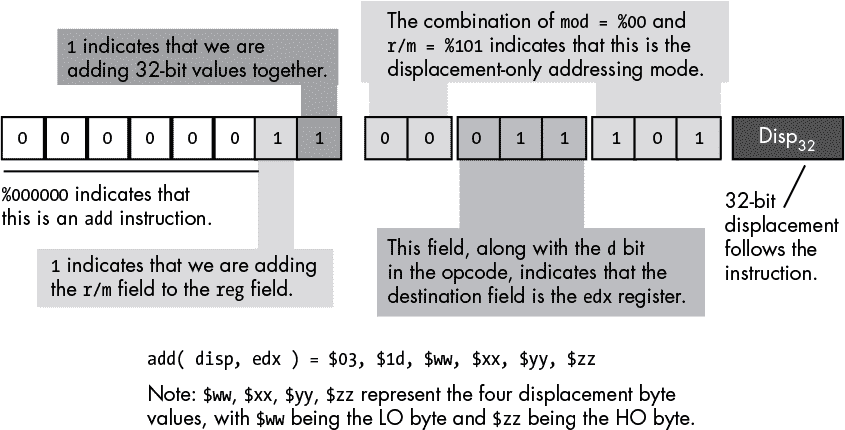 1 indicates that we are
adding 32-bit values together.
The combination of mod = %00 and
r/m = %101 indicates that this is the
displacement-only addressing mode.
0 0 0 0 0 0 1 1 0 0 0 1 1 1 0 1 Disp32
%000000 indicates that
this is an add instruction.
1 indicates that we are adding
the r/m field to the reg field.
This field, along with the d bit
in the opcode, indicates that the
destination field is the edx register.
32-bit
displacement
follows the
instruction.
add( disp, edx ) = $03, $1d, $ww, $xx, $yy, $zz
Note: $ww, $xx, $yy, $zz represent the four displacement byte
values, with $ww being the LO byte and $zz being the HO byte.